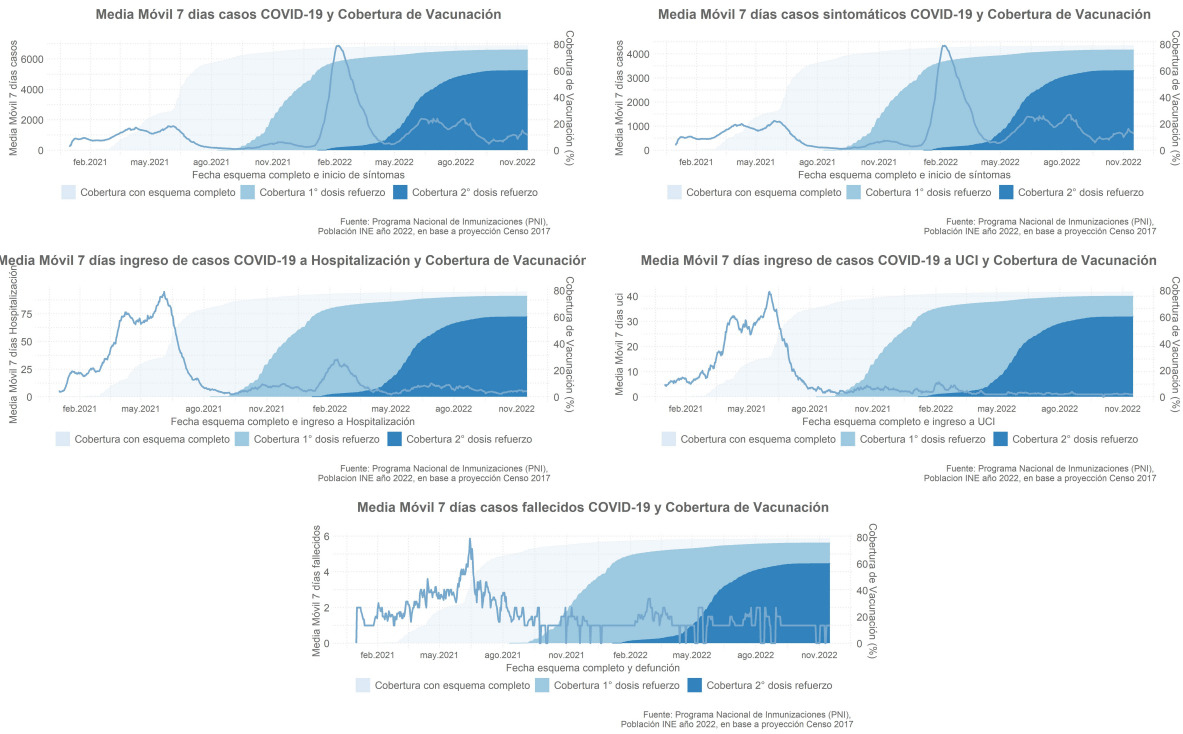 Media Móvil 7 dias casos COVID-19 y Cobertura de Vacunación
Media Móvil 7 días casos
6000
4000
2000
0
80
60
40
20
0
Cobertura de Vacunación (%)
feb.2021 may.2021 ago.2021 nov.2021 feb.2022 may.2022 ago.2022 nov.2022
Fecha esquema completo e inicio de síntomas
Cobertura con esquema completo Cobertura 1° dosis refuerzo Cobertura 2° dosis refuerzo
Fuente: Programa Nacional de Inmunizaciones (PNI),
Población INE año 2022, en base a proyección Censo 2017
Media Móvil 7 días casos sintomáticos COVID-19 y Cobertura de Vacunación
Media Móvil 7 días casos
4000
3000
2000
1000
0
80
60
40
20
0
Cobertura de Vacunación (%)
feb.2021 may.2021 ago.2021 nov.2021 feb.2022 may.2022 ago.2022 nov.2022
Fecha esquema completo e inicio de síntomas
Cobertura con esquema completo Cobertura 1° dosis refuerzo Cobertura 2° dosis refuerzo
Fuente: Programa Nacional de Inmunizaciones (PNI),
Población INE año 2022, en base a proyección Censo 2017
Media Móvil 7 días ingreso de casos COVID-19 a Hospitalización y Cobertura de Vacunación
Media Móvil 7 días Hospitalización
75
50
25
0
80
60
40
20
0
Cobertura de Vacunación (%)
feb.2021 may.2021 ago.2021 nov.2021 feb.2022 may.2022 ago.2022 nov.2022
Fecha esquema completo e ingreso a Hospitalización
Cobertura con esquema completo Cobertura 1° dosis refuerzo Cobertura 2° dosis refuerzo
Fuente: Programa Nacional de Inmunizaciones (PNI),
Poblacion INE año 2022, en base a proyección Censo 2017
Media Móvil 7 días ingreso de casos COVID-19 a UCI y Cobertura de Vacunación
Media Móvil 7 días uci
40
30
20
10
0
80
60
40
20
0
Cobertura de Vacunación (%)
feb.2021 may.2021 ago.2021 nov.2021 feb.2022 may.2022 ago.2022 nov.2022
Fecha esquema completo e ingreso a UCI
Cobertura con esquema completo Cobertura 1° dosis refuerzo Cobertura 2° dosis refuerzo
Fuente: Programa Nacional de Inmunizaciones (PNI),
Poblacion INE año 2022, en base a proyección Censo 2017
Media Móvil 7 días casos fallecidos COVID-19 y Cobertura de Vacunación
Media Móvil 7 días fallecidos
6
4
2
0
80
60
40
20
0
Cobertura de Vacunación (%)
feb.2021 may.2021 ago.2021 nov.2021 feb.2022 may.2022 ago.2022 nov.2022
Fecha esquema completo y defunción
Cobertura con esquema completo Cobertura 1° dosis refuerzo Cobertura 2° dosis refuerzo
Fuente: Programa Nacional de Inmunizaciones (PNI),
Población INE año 2022, en base a proyección Censo 2017